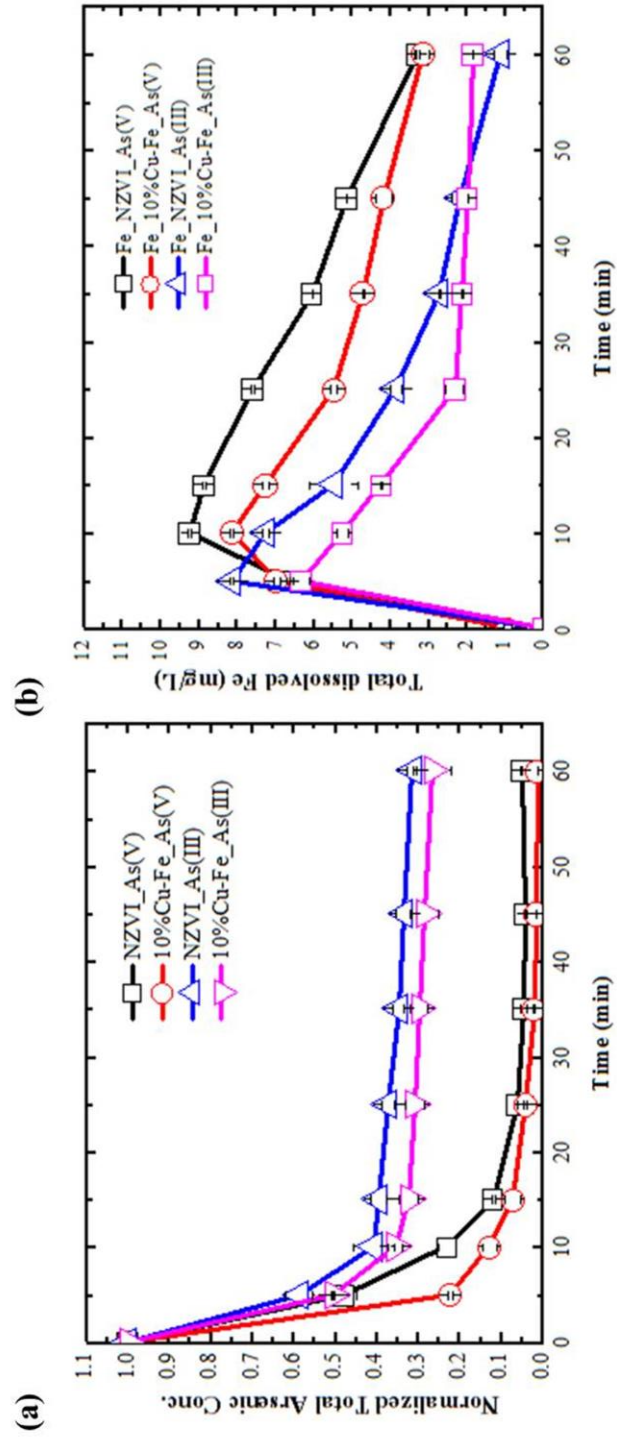 (a)
Normalized Total Arsenic Conc.
1.1
1.0
0.9
0.8
0.7
0.6
0.5
0.4
0.3
0.2
0.1
0.0
NZVI_As(V)
10%Cu-Fe_As(V)
NZVI_As(III)
10%Cu-Fe_As(III)
0 10 20 30 40 50 60
Time (min)
(b)
Total dissolved Fe (mg/L)
12
11
10
9
8
7
6
5
4
3
2
1
0
Fe_NZVI_As(V)
Fe_10%Cu-Fe_As(V)
Fe_NZVI_As(III)
Fe_10%Cu-Fe_As(III)
0 10 20 30 40 50 60
Time (min)